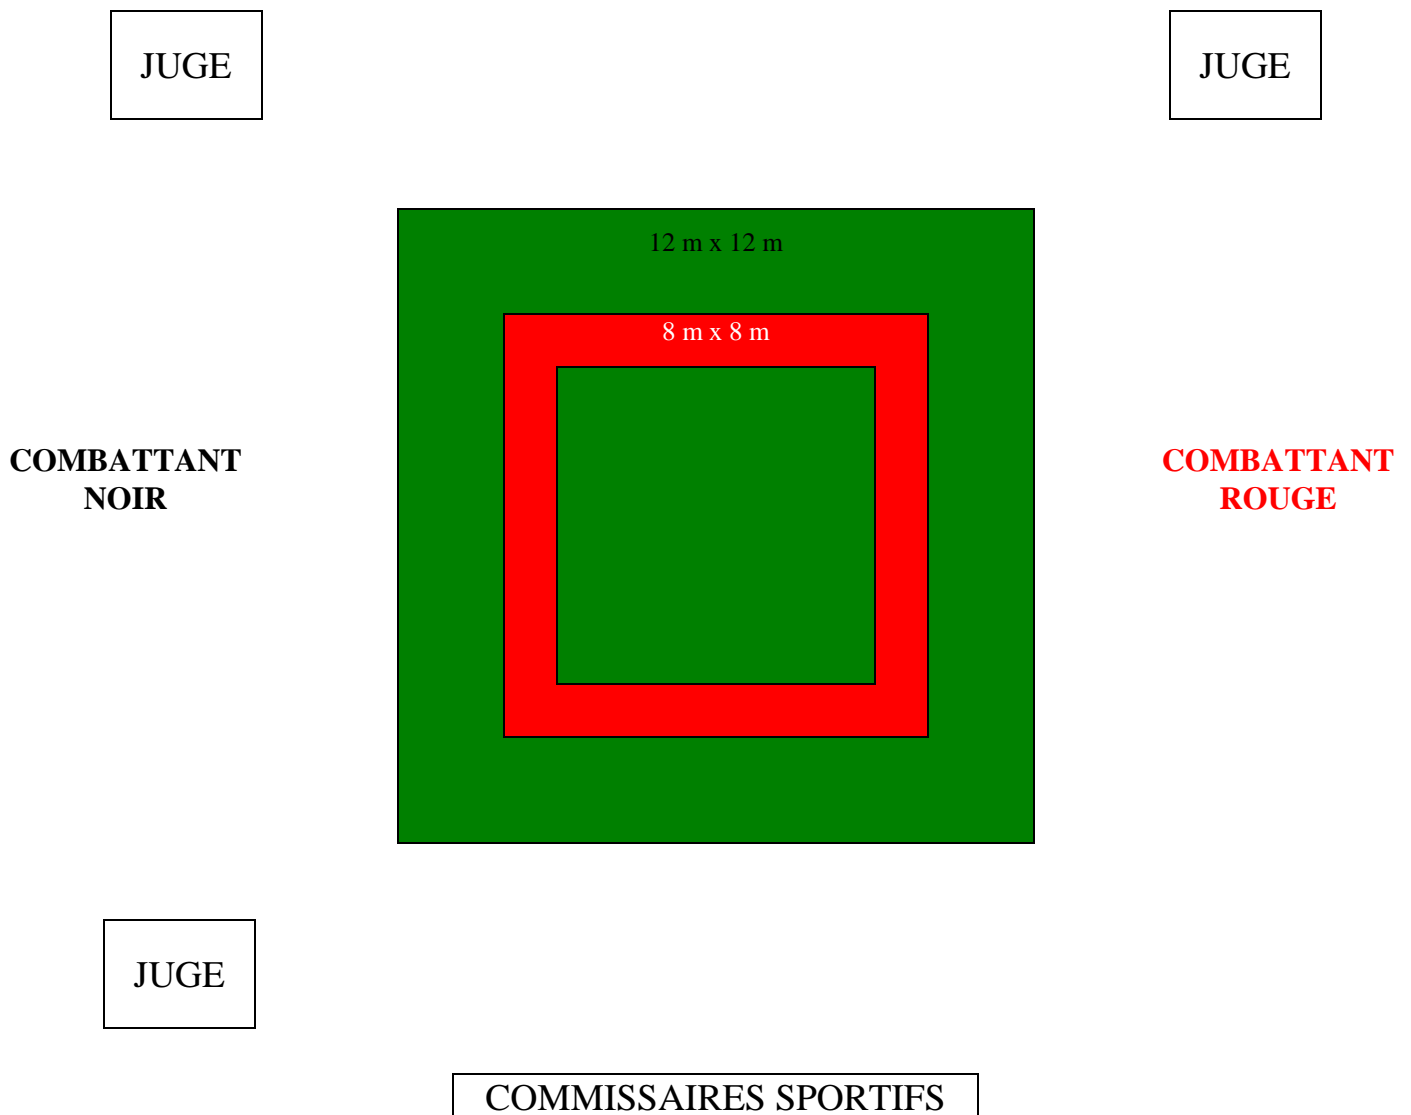 JUGE
JUGE
12 m x 12 m
8 m x 8 m
COMBATTANT
NOIR
COMBATTANT
ROUGE
JUGE
COMMISSAIRES SPORTIFS